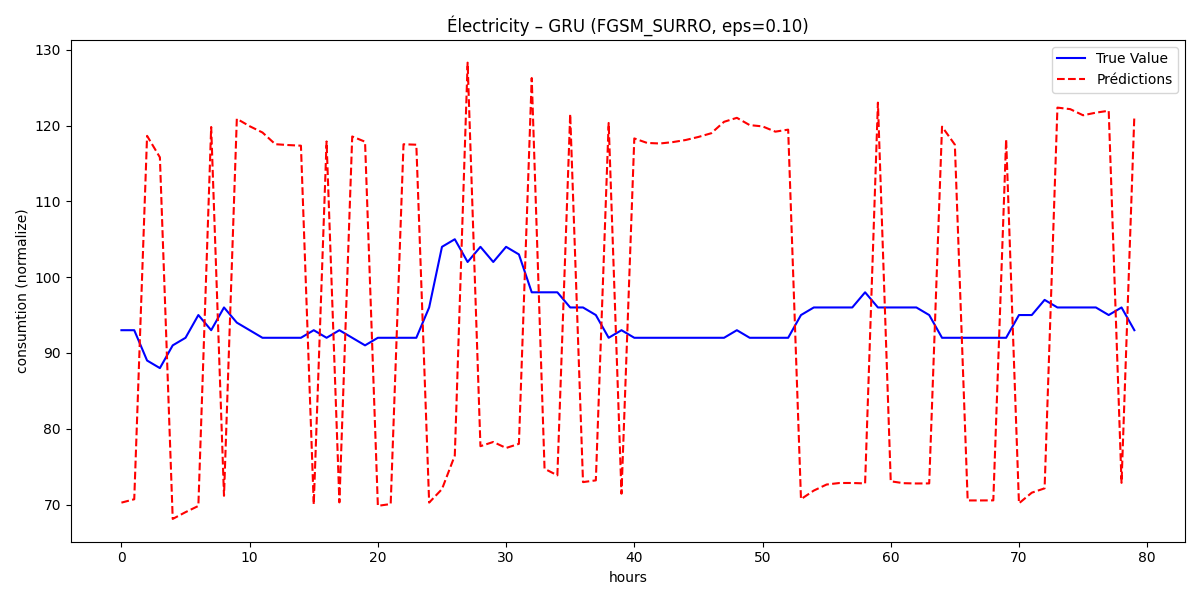 Électricity – GRU (FGSM_SURRO, eps=0.10)
True Value
Prédictions
consumtion (normalize)
130
120
110
100
90
80
70
0 10 20 30 40 50 60 70 80
hours